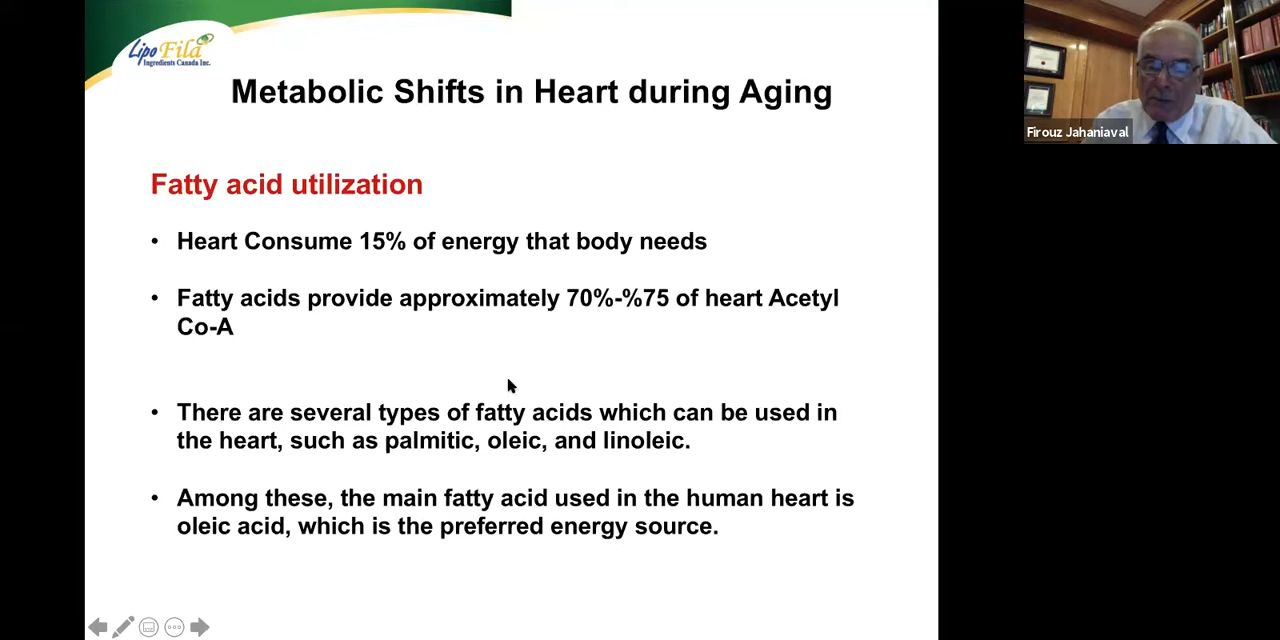 Lipo Fila
Ingredients Canada Inc.
Metabolic Shifts in Heart during Aging
Firouz Jahaniaval
Fatty acid utilization
• Heart Consume 15% of energy that body needs
• Fatty acids provide approximately 70%-%75 of heart Acetyl
Co-A
• There are several types of fatty acids which can be used in
the heart, such as palmitic, oleic, and linoleic.
• Among these, the main fatty acid used in the human heart is
oleic acid, which is the preferred energy source.